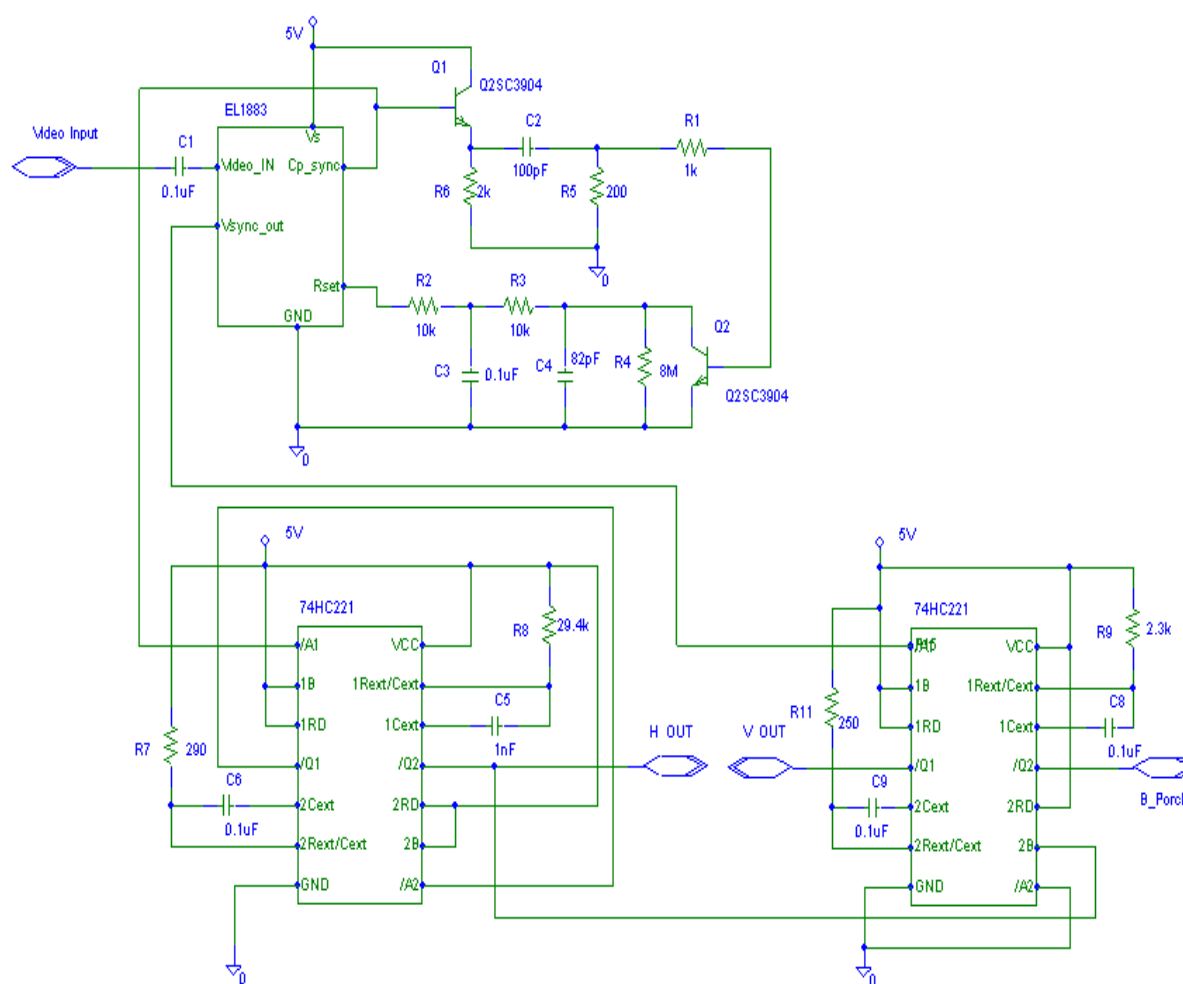 5V
Q1
Q2SC3904
EL1883
Video Input
C1
0.1uF
Vs
Video_IN
Cp_sync
Vsync_out
Rset
GND
C2
100pF
R1
1k
R6
2k
R5
200
0
R2
10k
R3
10k
C3
0.1uF
C4
82pF
R4
8M
Q2
Q2SC3904
0
5V
74HC221
R8
29.4k
/A1
VCC
1B
1Rext/Cext
1RD
1Cext
C5
1nF
R7
290
/Q1
/Q2
H OUT
C6
0.1uF
2Cext
2RD
2Rext/Cext
2B
GND
/A2
0
5V
74HC221
R9
2.3k
VCC
1B
1Rext/Cext
1RD
1Cext
C8
0.1uF
R11
250
V OUT
/Q1
/Q2
B_Porch
C9
0.1uF
2Cext
2RD
2Rext/Cext
2B
GND
/A2
0